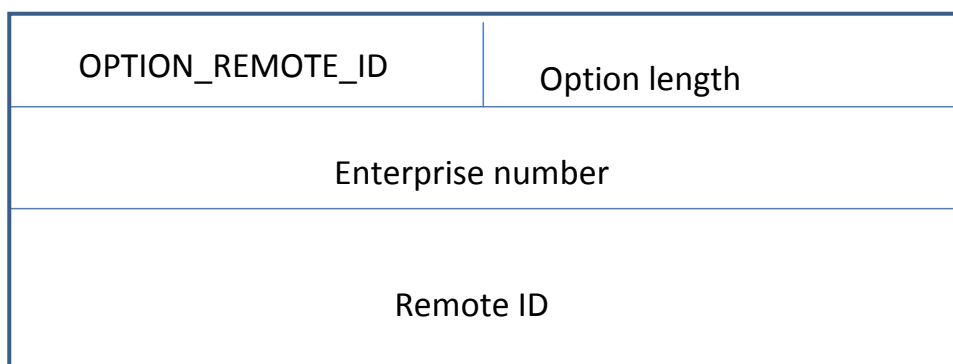 OPTION_REMOTE_ID
Option length
Enterprise number
Remote ID